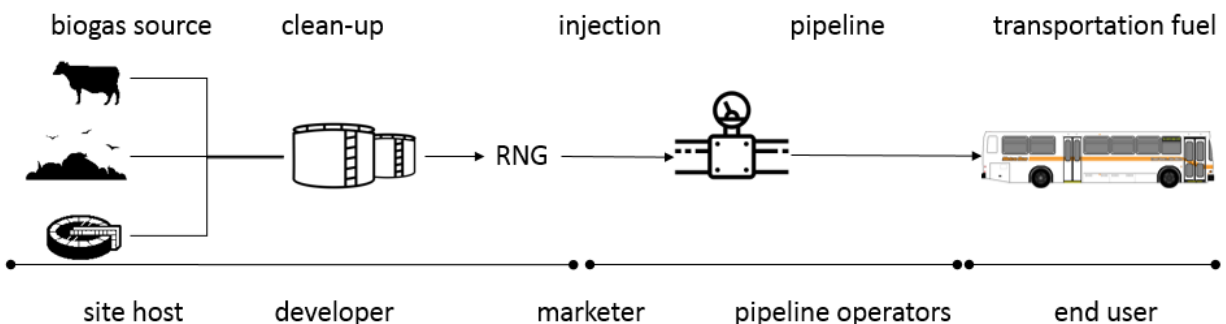 biogas source clean-up injection pipeline transportation fuel
RNG
site host developer marketer pipeline operators end user